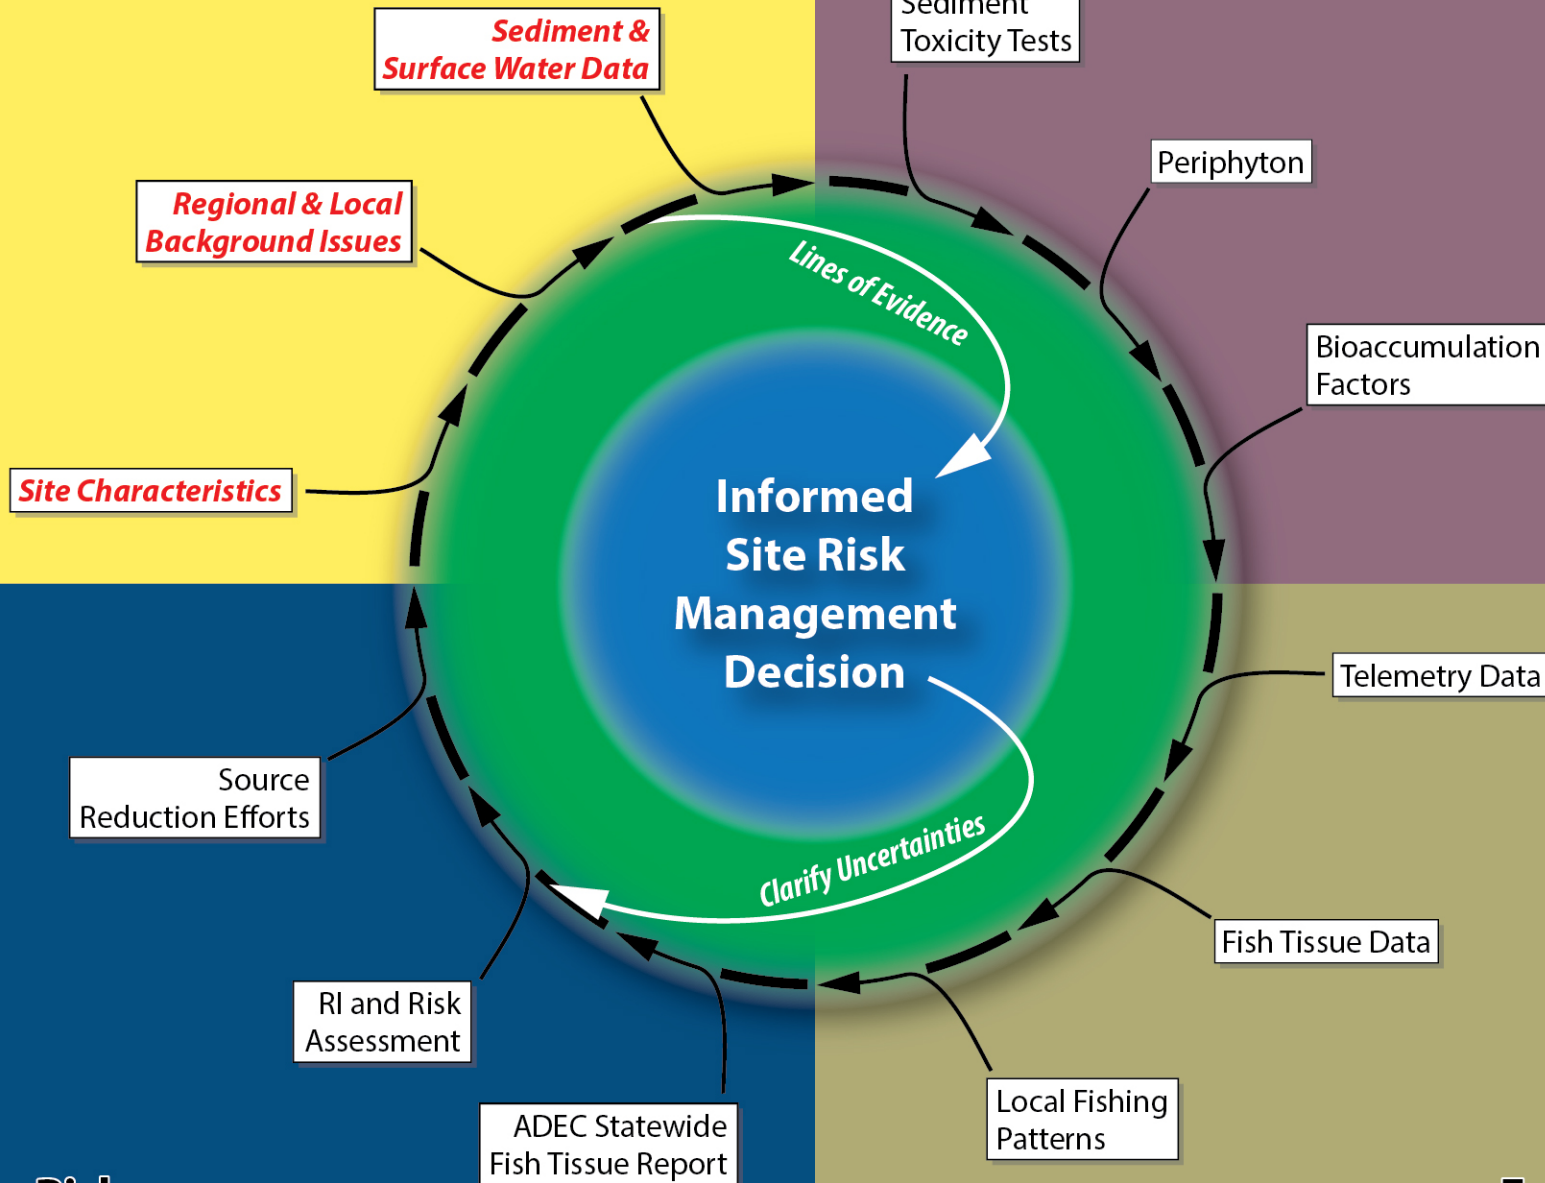 Sediment &
Surface Water Data
Sediment
Toxicity Tests
Regional & Local
Background Issues
Periphyton
Lines of Evidence
Bioaccumulation
Factors
Site Characteristics
Informed
Site Risk
Management
Decision
Telemetry Data
Source
Reduction Efforts
Clarify Uncertainties
Fish Tissue Data
RI and Risk
Assessment
Local Fishing
Patterns
ADEC Statewide
Fish Tissue Report